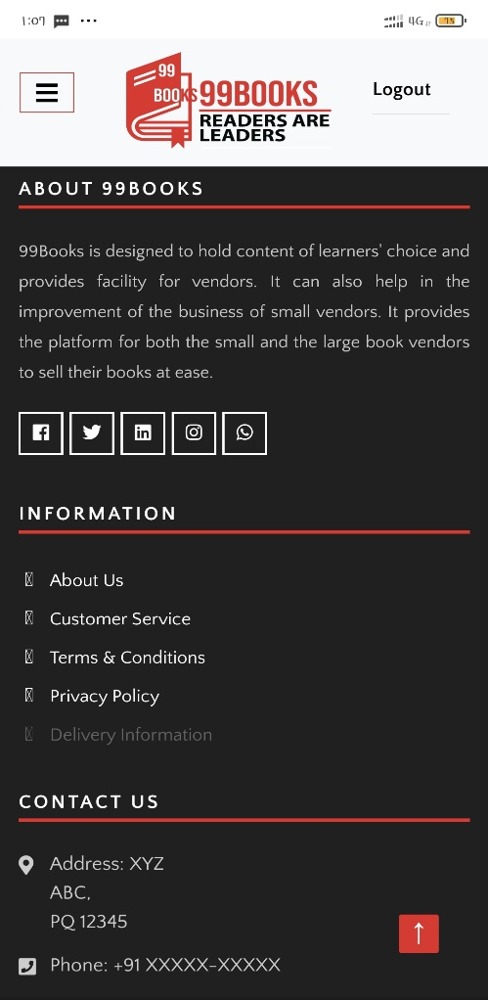 1:09
4G
75
99
BOOKS
99BOOKS
READERS ARE
LEADERS
Logout
ABOUT 99BOOKS
99Books is designed to hold content of learners' choice and
provides facility for vendors. It can also help in the
improvement of the business of small vendors. It provides
the platform for both the small and the large book vendors
to sell their books at ease.
INFORMATION
About Us
Customer Service
Terms & Conditions
Privacy Policy
Delivery Information
CONTACT US
Address: XYZ
ABC,
PQ 12345
Phone: +91 XXXXX-XXXXX